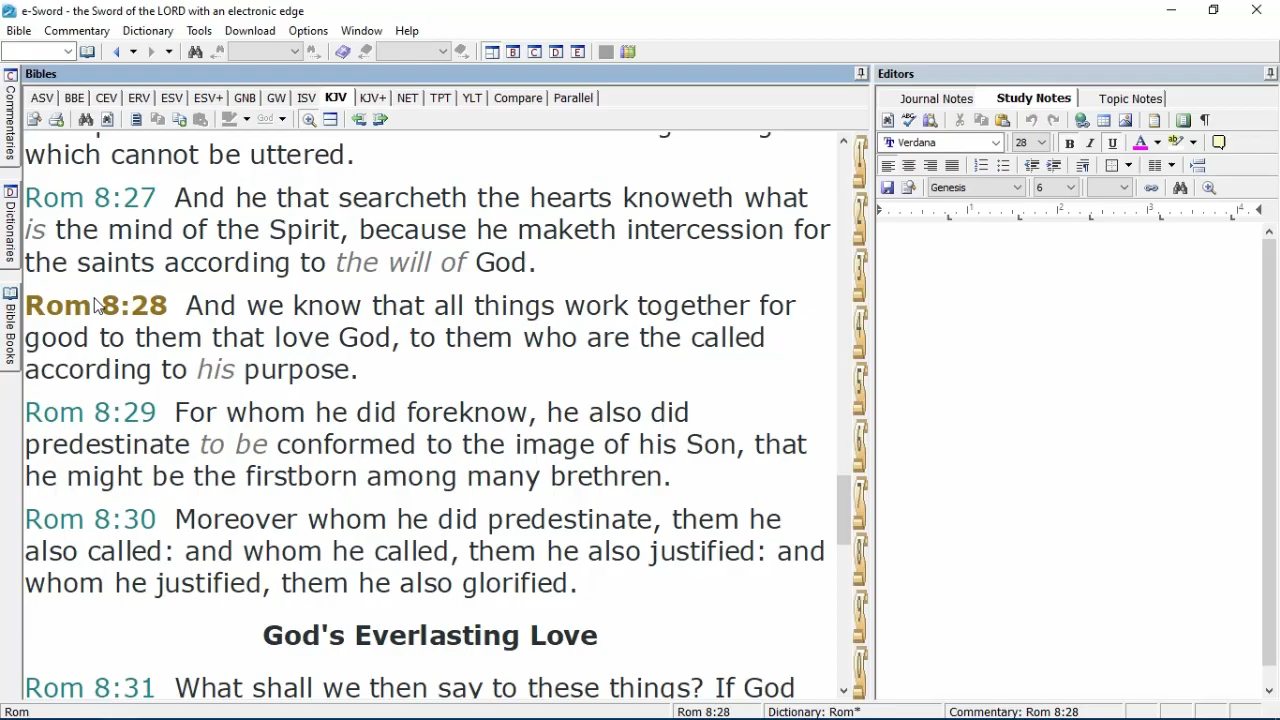 e-Sword - the Sword of the LORD with an electronic edge
Bible Commentary Dictionary Tools Download Options Window Help
B C D E
Bibles
ASV BBE CEV ERV ESV ESV+ GNB GW ISV KJV KJV+ NET TPT YLT Compare Parallel
God
which cannot be uttered.
Rom 8:27 And he that searcheth the hearts knoweth what
is the mind of the Spirit, because he maketh intercession for
the saints according to the will of God.
Rom 8:28 And we know that all things work together for
good to them that love God, to them who are the called
according to his purpose.
Rom 8:29 For whom he did foreknow, he also did
predestinate to be conformed to the image of his Son, that
he might be the firstborn among many brethren.
Rom 8:30 Moreover whom he did predestinate, them he
also called: and whom he called, them he also justified: and
whom he justified, them he also glorified.
God's Everlasting Love
Rom 8:31 What shall we then say to these things? If God
C Commentaries
D Dictionaries
Bible Books
Editors
Journal Notes Study Notes Topic Notes
Verdana 28 B I U A
Genesis 6
1 2 3 4
Rom
Rom 8:28
Dictionary: Rom*
Commentary: Rom 8:28